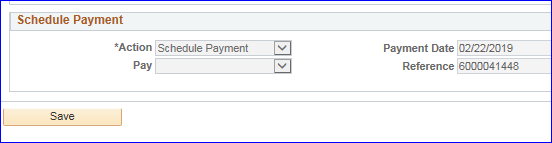 Schedule Payment
*Action Schedule Payment Payment Date 02/22/2019
Pay Reference 6000041448
Save